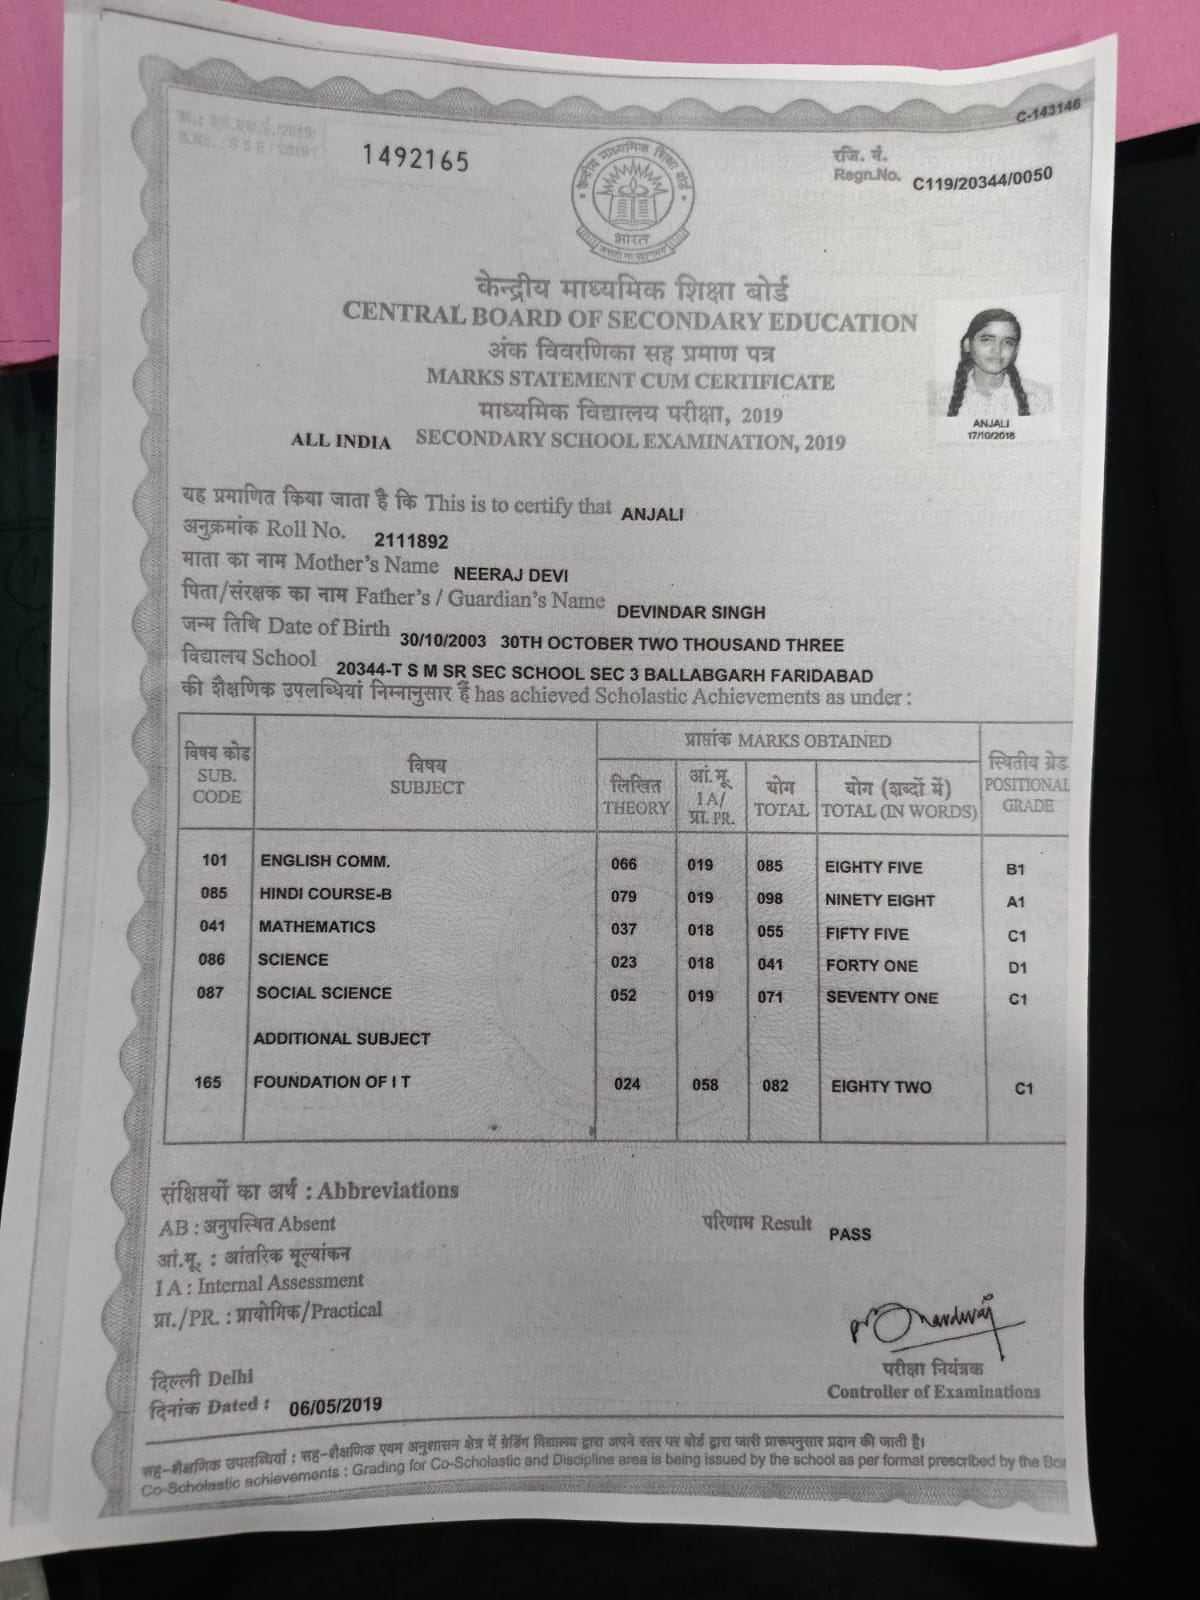 C-143146
क्र.: एस.एस.ई./2019/
S.No. : S S E / 2019 /
1492165
रजि. नं.
Regn.No. C119/20344/0050
केन्द्रीय माध्यमिक शिक्षा बोर्ड
भारत
केन्द्रीय माध्यमिक शिक्षा बोर्ड
CENTRAL BOARD OF SECONDARY EDUCATION
अंक विवरणिका सह प्रमाण पत्र
MARKS STATEMENT CUM CERTIFICATE
माध्यमिक विद्यालय परीक्षा, 2019
ALL INDIA SECONDARY SCHOOL EXAMINATION, 2019
ANJALI
17/10/2018
यह प्रमाणित किया जाता है कि This is to certify that ANJALI
अनुक्रमांक Roll No. 2111892
माता का नाम Mother's Name NEERAJ DEVI
पिता/संरक्षक का नाम Father's / Guardian's Name DEVINDAR SINGH
जन्म तिथि Date of Birth 30/10/2003 30TH OCTOBER TWO THOUSAND THREE
विद्यालय School 20344-T S M SR SEC SCHOOL SEC 3 BALLABGARH FARIDABAD
की शैक्षणिक उपलब्धियां निम्नानुसार हैं has achieved Scholastic Achievements as under :
विषय कोड SUB. CODE
विषय SUBJECT
प्राप्तांक MARKS OBTAINED
लिखित THEORY
आं.मू. I A/ प्रा. PR.
योग TOTAL
योग (शब्दों में) TOTAL (IN WORDS)
स्थितीय ग्रेड POSITIONAL GRADE
101 ENGLISH COMM. 066 019 085 EIGHTY FIVE B1
085 HINDI COURSE-B 079 019 098 NINETY EIGHT A1
041 MATHEMATICS 037 018 055 FIFTY FIVE C1
086 SCIENCE 023 018 041 FORTY ONE D1
087 SOCIAL SCIENCE 052 019 071 SEVENTY ONE C1
ADDITIONAL SUBJECT
165 FOUNDATION OF I T 024 058 082 EIGHTY TWO C1
संक्षिप्तयों का अर्थ : Abbreviations
AB : अनुपस्थित Absent
परिणाम Result PASS
आं.मू. : आंतरिक मूल्यांकन
I A : Internal Assessment
प्रा./PR. : प्रायोगिक/Practical
दिल्ली Delhi
दिनांक Dated : 06/05/2019
परीक्षा नियंत्रक
Controller of Examinations
सह-शैक्षणिक उपलब्धियां : सह-शैक्षणिक एवम अनुशासन क्षेत्र में ग्रेडिंग विद्यालय द्वारा अपने स्तर पर बोर्ड द्वारा जारी प्रारूपनुसार प्रदान की जाती है।
Co-Scholastic achievements : Grading for Co-Scholastic and Discipline area is being issued by the school as per format prescribed by the Boa